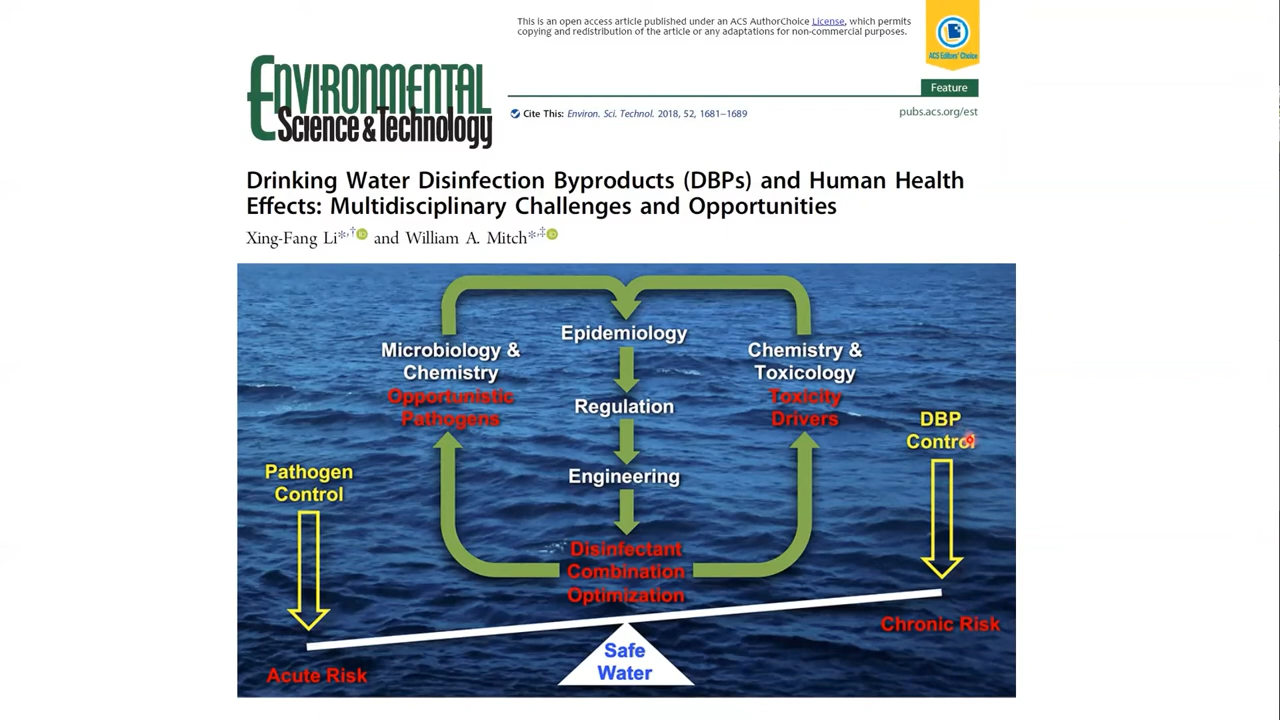 This is an open access article published under an ACS AuthorChoice License, which permits
copying and redistribution of the article or any adaptations for non-commercial purposes.
ACS Editors' Choice
ENVIRONMENTAL
Science & Technology
Feature
Cite This: Environ. Sci. Technol. 2018, 52, 1681−1689
pubs.acs.org/est
Drinking Water Disinfection Byproducts (DBPs) and Human Health
Effects: Multidisciplinary Challenges and Opportunities
Xing-Fang Li*,† iD and William A. Mitch*,‡ iD
Epidemiology
Microbiology &
Chemistry
Opportunistic
Pathogens
Regulation
Engineering
Chemistry &
Toxicology
Toxicity
Drivers
DBP
Control
Pathogen
Control
Disinfectant
Combination
Optimization
Chronic Risk
Acute Risk
Safe
Water